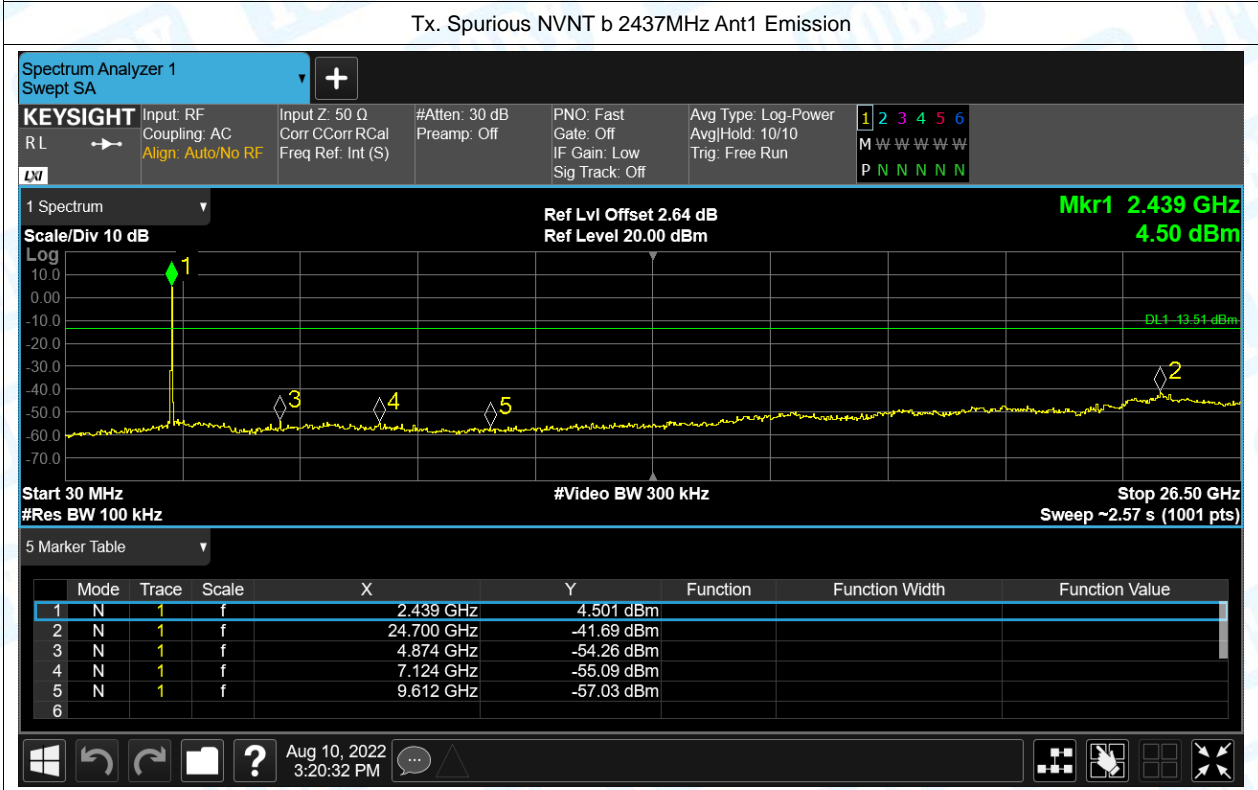 Tx. Spurious NVNT b 2437MHz Ant1 Emission
Spectrum Analyzer 1
Swept SA
KEYSIGHT
R L
LXI
Input: RF
Coupling: AC
Align: Auto/No RF
Input Z: 50 Ω
Corr CCorr RCal
Freq Ref: Int (S)
#Atten: 30 dB
Preamp: Off
PNO: Fast
Gate: Off
IF Gain: Low
Sig Track: Off
Avg Type: Log-Power
Avg|Hold: 10/10
Trig: Free Run
1 2 3 4 5 6
M W W W W W
P N N N N N
1 Spectrum
Scale/Div 10 dB
Ref Lvl Offset 2.64 dB
Ref Level 20.00 dBm
Mkr1 2.439 GHz
4.50 dBm
Log
10.0
0.00
-10.0
-20.0
-30.0
-40.0
-50.0
-60.0
-70.0
1
DL1 -13.51 dBm
2
3
4
5
Start 30 MHz
#Video BW 300 kHz
Stop 26.50 GHz
#Res BW 100 kHz
Sweep ~2.57 s (1001 pts)
5 Marker Table
Mode Trace Scale X Y Function Function Width Function Value
1 N 1 f 2.439 GHz 4.501 dBm
2 N 1 f 24.700 GHz -41.69 dBm
3 N 1 f 4.874 GHz -54.26 dBm
4 N 1 f 7.124 GHz -55.09 dBm
5 N 1 f 9.612 GHz -57.03 dBm
6
?
Aug 10, 2022
3:20:32 PM